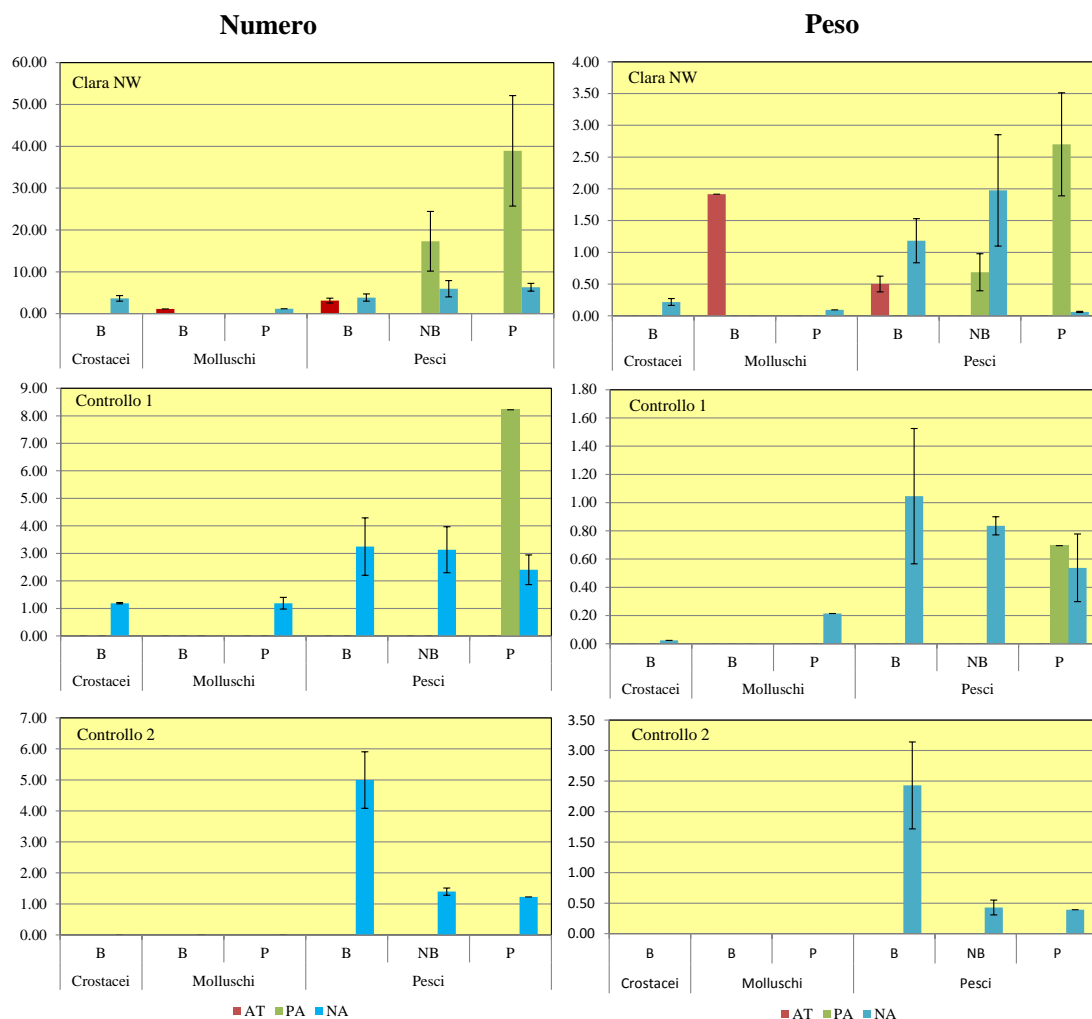 Numero
Peso
Clara NW
60.00
50.00
40.00
30.00
20.00
10.00
0.00
B B P B NB P
Crostacei Molluschi Pesci
Clara NW
4.00
3.50
3.00
2.50
2.00
1.50
1.00
0.50
0.00
B B P B NB P
Crostacei Molluschi Pesci
Controllo 1
9.00
8.00
7.00
6.00
5.00
4.00
3.00
2.00
1.00
0.00
B B P B NB P
Crostacei Molluschi Pesci
Controllo 1
1.80
1.60
1.40
1.20
1.00
0.80
0.60
0.40
0.20
0.00
B B P B NB P
Crostacei Molluschi Pesci
Controllo 2
7.00
6.00
5.00
4.00
3.00
2.00
1.00
0.00
B B P B NB P
Crostacei Molluschi Pesci
AT PA NA
Controllo 2
3.50
3.00
2.50
2.00
1.50
1.00
0.50
0.00
B B P B NB P
Crostacei Molluschi Pesci
AT PA NA